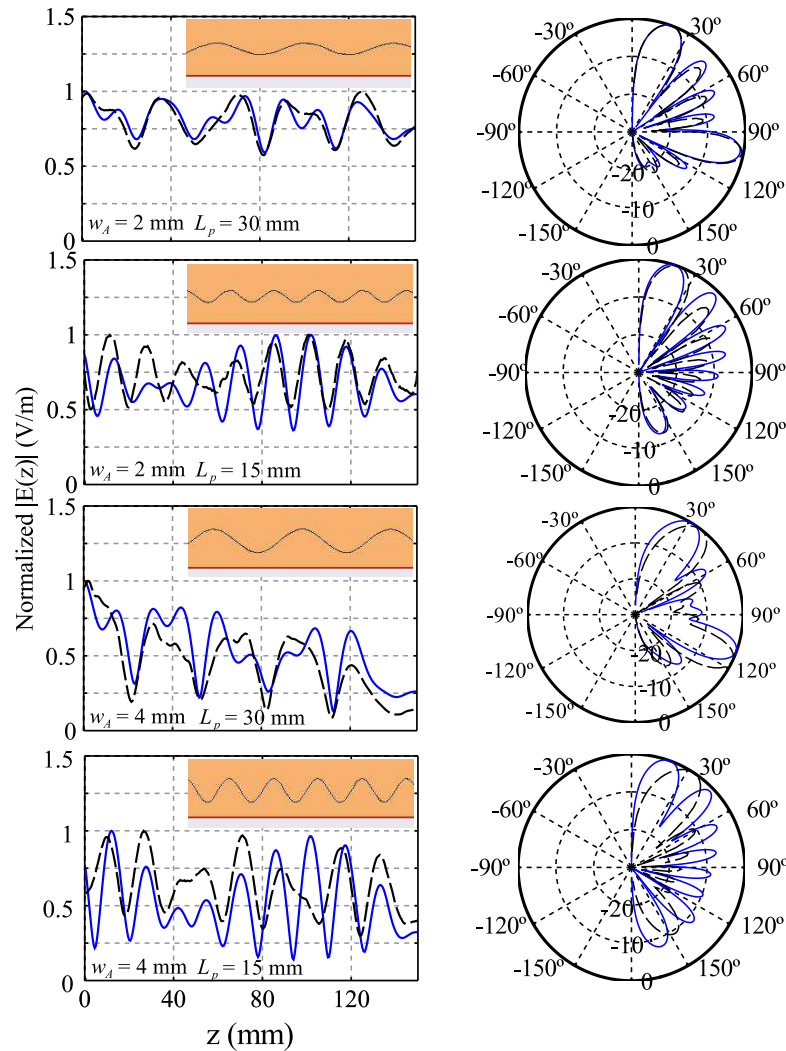 1.5
1
0.5
0
w_A = 2 mm L_p = 30 mm
-30º
30º
-60º
60º
-90º
90º
-120º
120º
-150º
150º
-20
-10
0
1.5
1
0.5
0
w_A = 2 mm L_p = 15 mm
-30º
30º
-60º
60º
-90º
90º
-120º
120º
-150º
150º
-20
-10
0
Normalized |E(z)| (V/m)
1.5
1
0.5
0
w_A = 4 mm L_p = 30 mm
-30º
30º
-60º
60º
-90º
90º
-120º
120º
-150º
150º
-20
-10
0
1.5
1
0.5
0
w_A = 4 mm L_p = 15 mm
0 40 80 120
z (mm)
-30º
30º
-60º
60º
-90º
90º
-120º
120º
-150º
150º
-20
-10
0